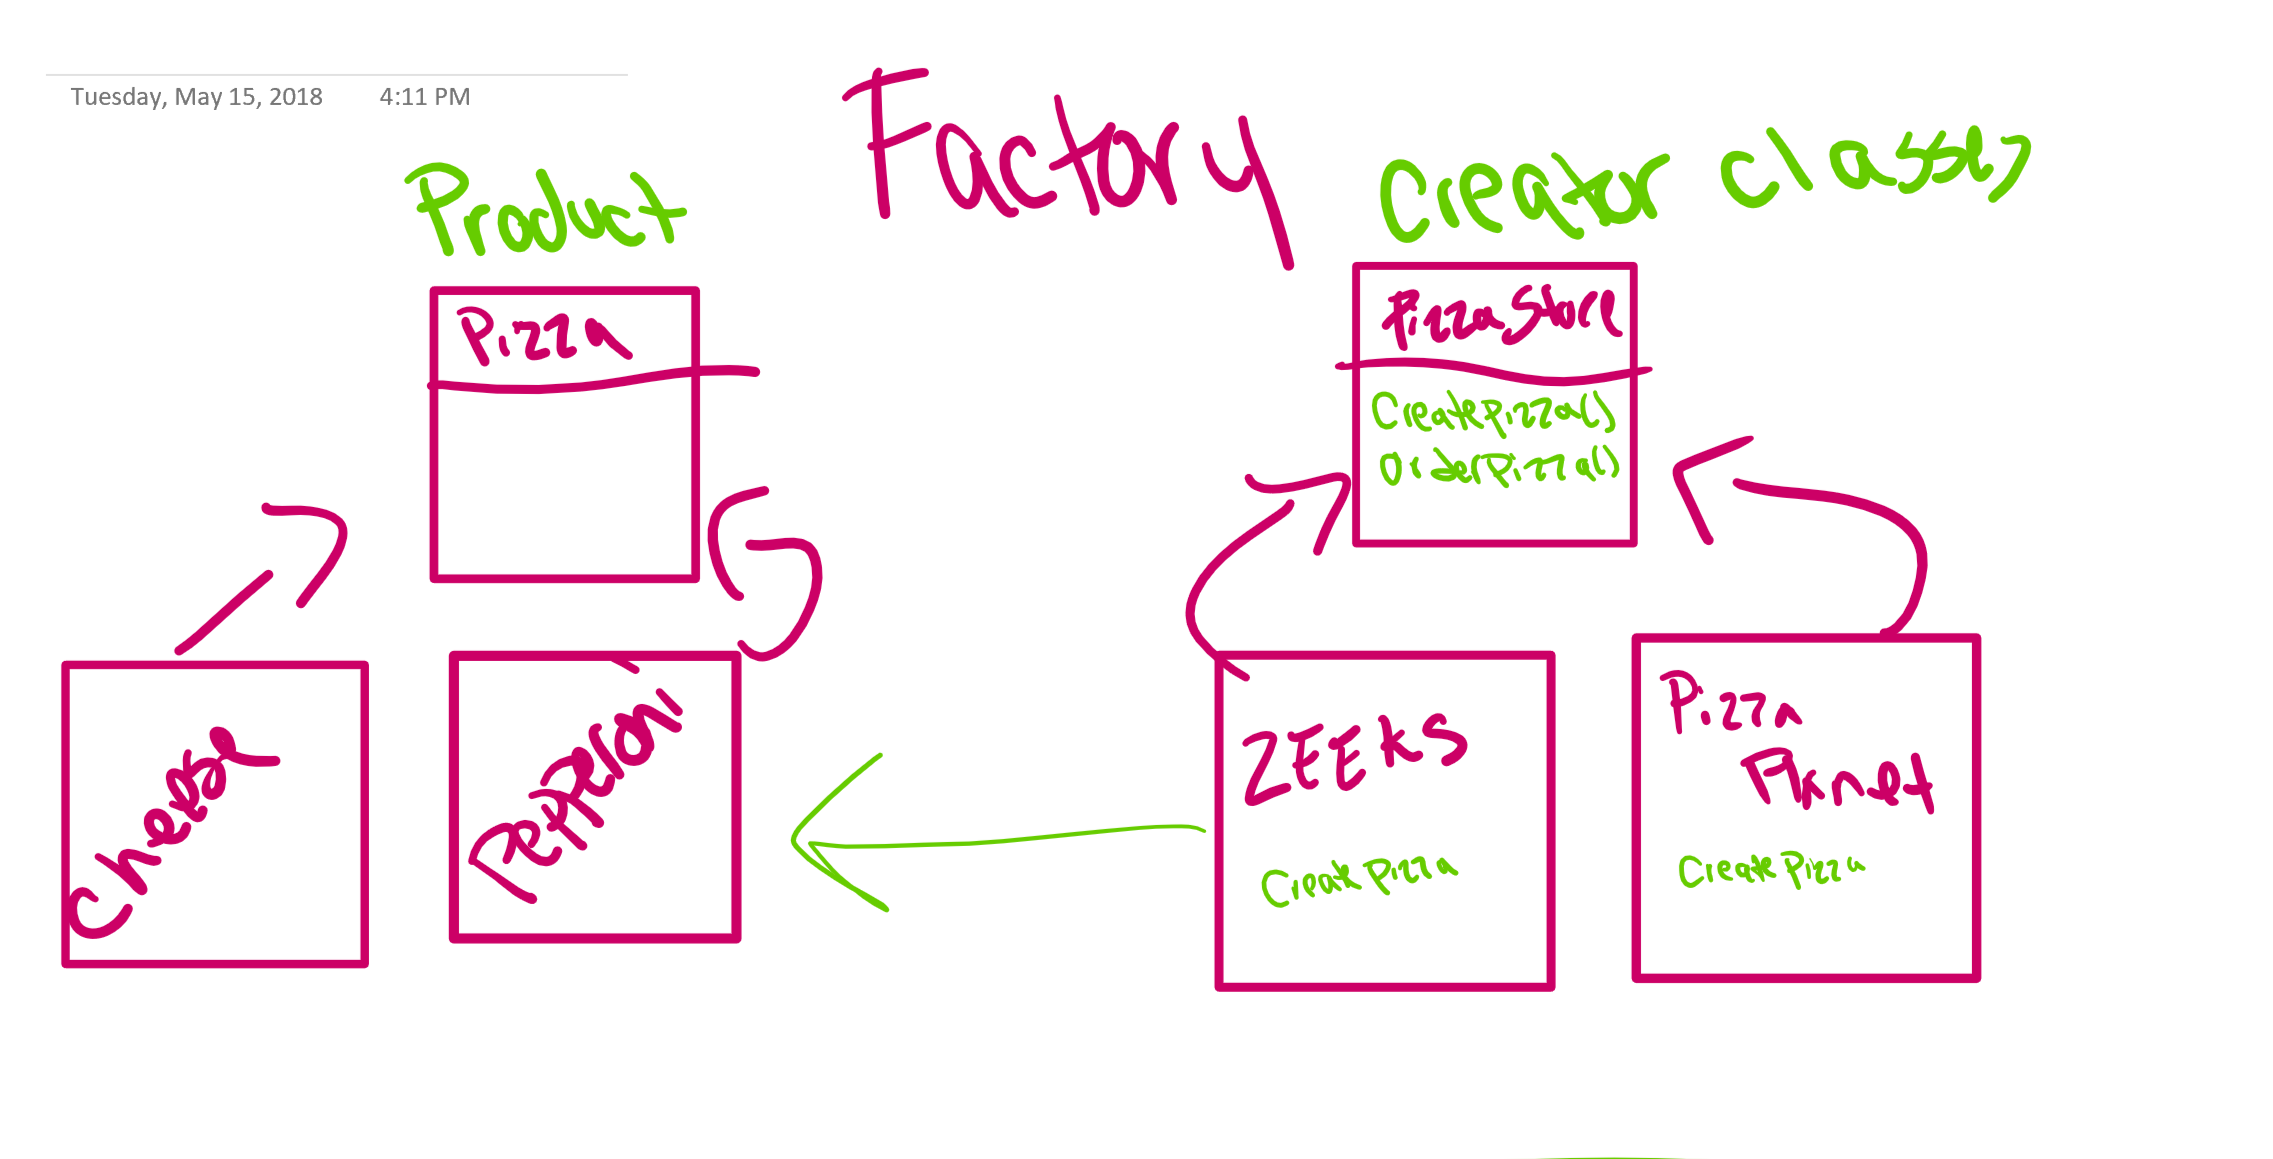 Tuesday, May 15, 2018 4:11 PM
Factory
Product
Creator classes
Pizza
PizzaStore
CreatePizza()
OrderPizza()
Cheese
Pepperoni
ZEEKS
CreatePizza
Pizza
Planet
CreatePizza